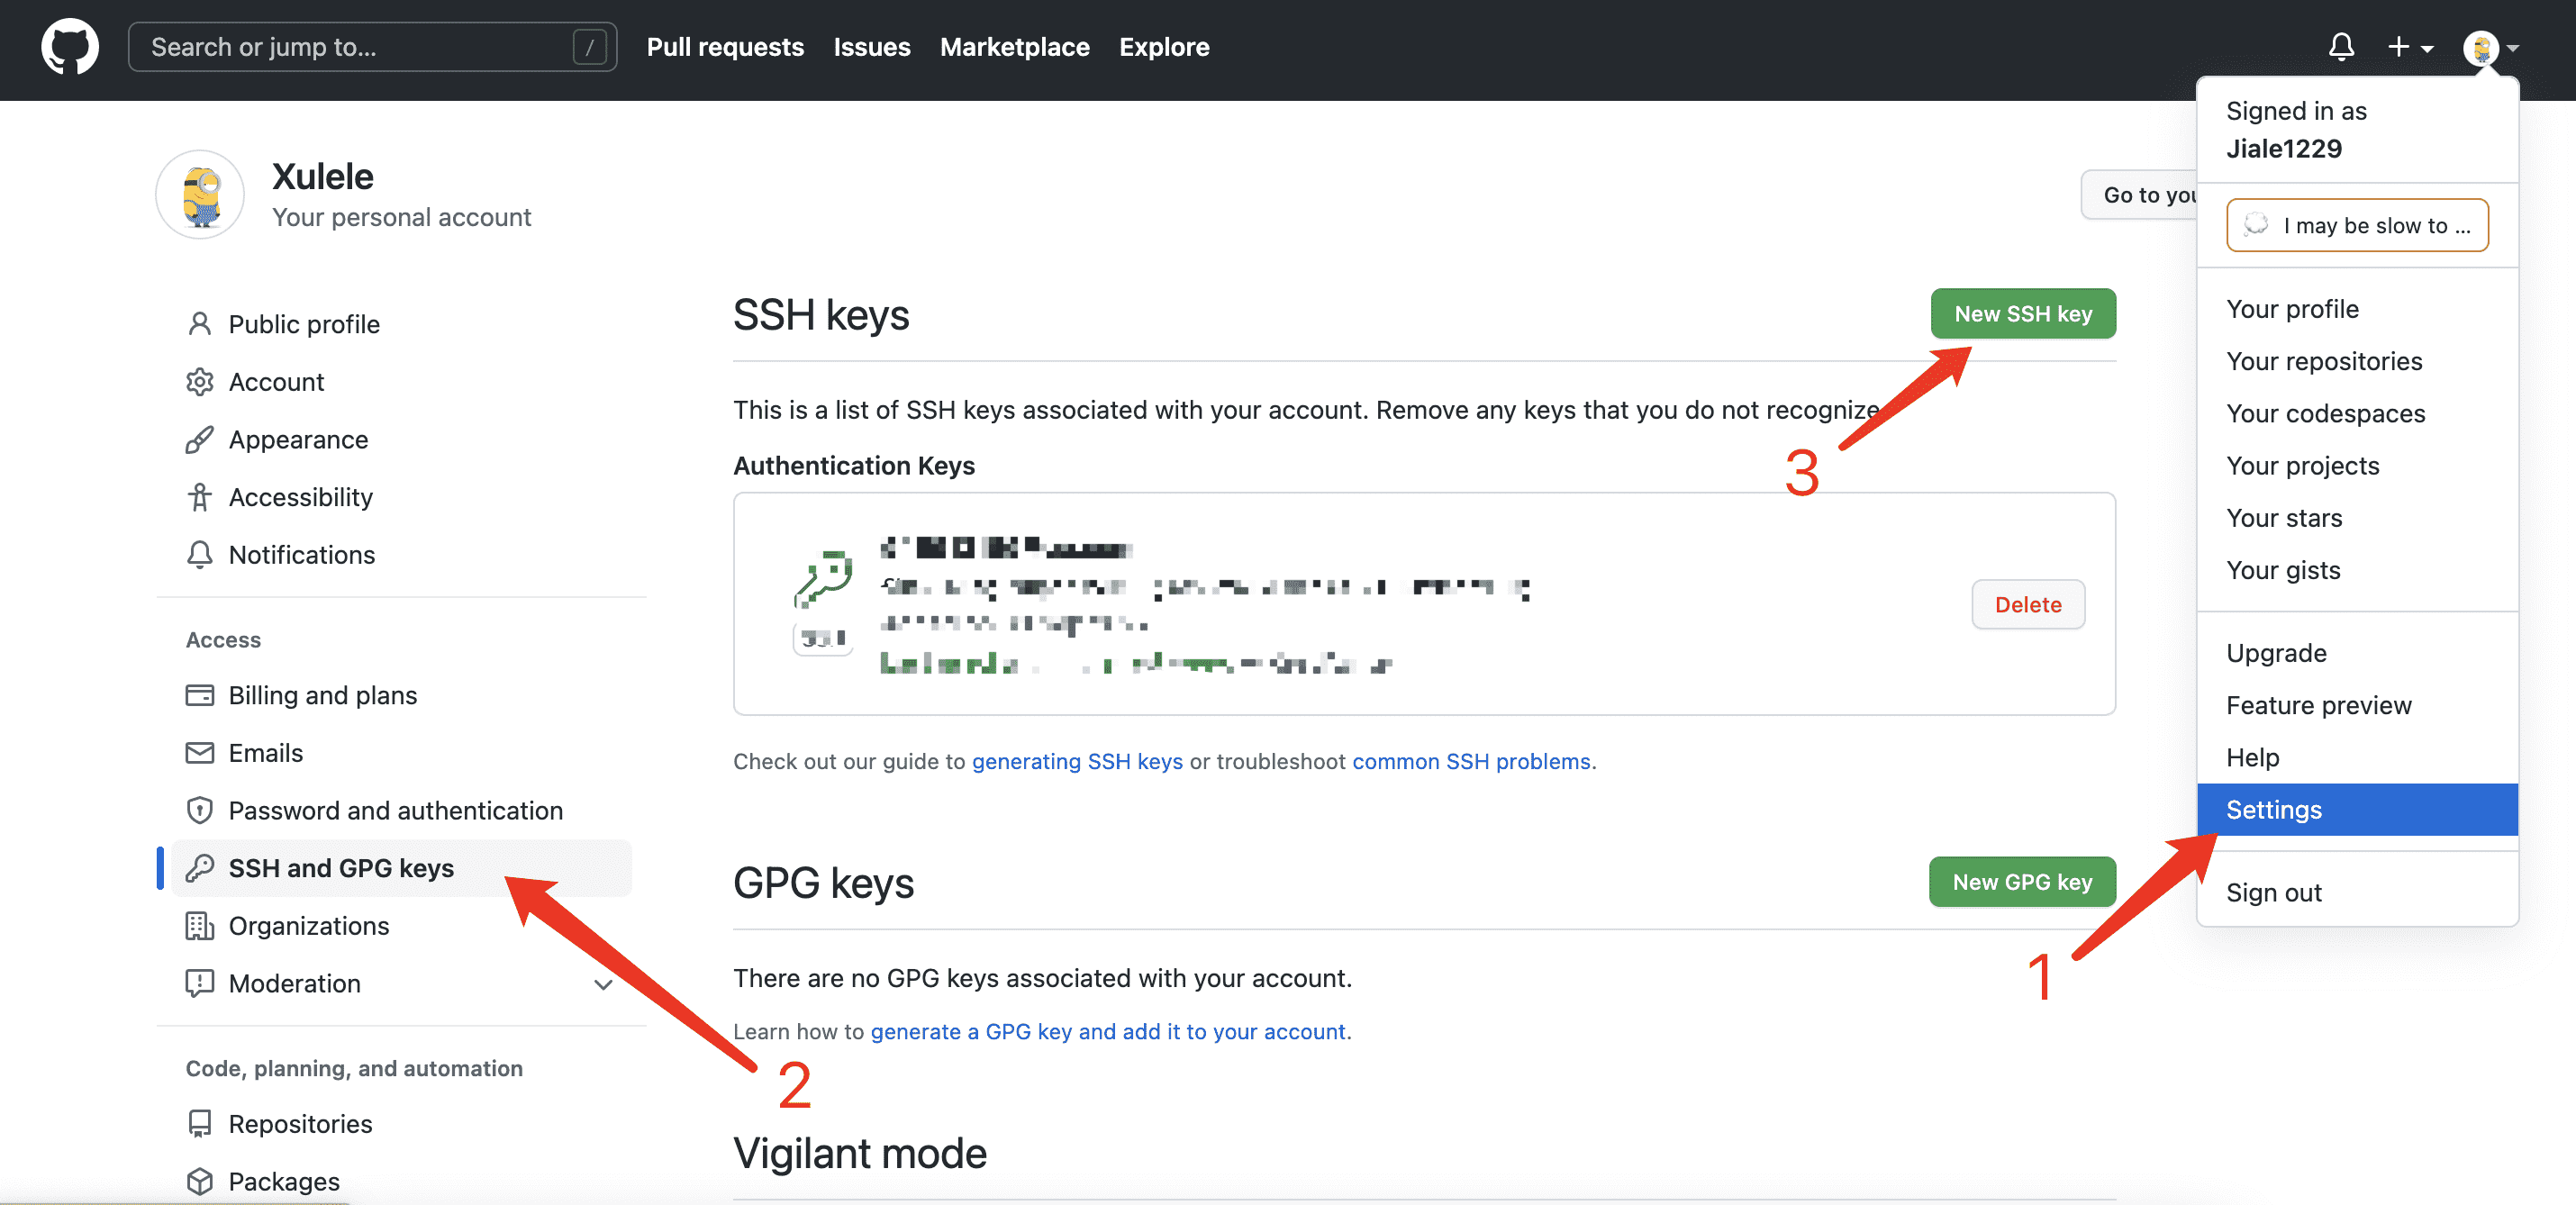 Search or jump to... /
Pull requests Issues Marketplace Explore
Signed in as
Jiale1229
I may be slow to ...
Your profile
Your repositories
Your codespaces
Your projects
Your stars
Your gists
Upgrade
Feature preview
Help
Settings
Sign out
1
Xulele
Your personal account
Go to you
Public profile
Account
Appearance
Accessibility
Notifications
Access
Billing and plans
Emails
Password and authentication
SSH and GPG keys
Organizations
Moderation
Code, planning, and automation
Repositories
Packages
2
SSH keys
New SSH key
3
This is a list of SSH keys associated with your account. Remove any keys that you do not recognize
Authentication Keys
Delete
Check out our guide to generating SSH keys or troubleshoot common SSH problems.
GPG keys
New GPG key
There are no GPG keys associated with your account.
Learn how to generate a GPG key and add it to your account.
Vigilant mode